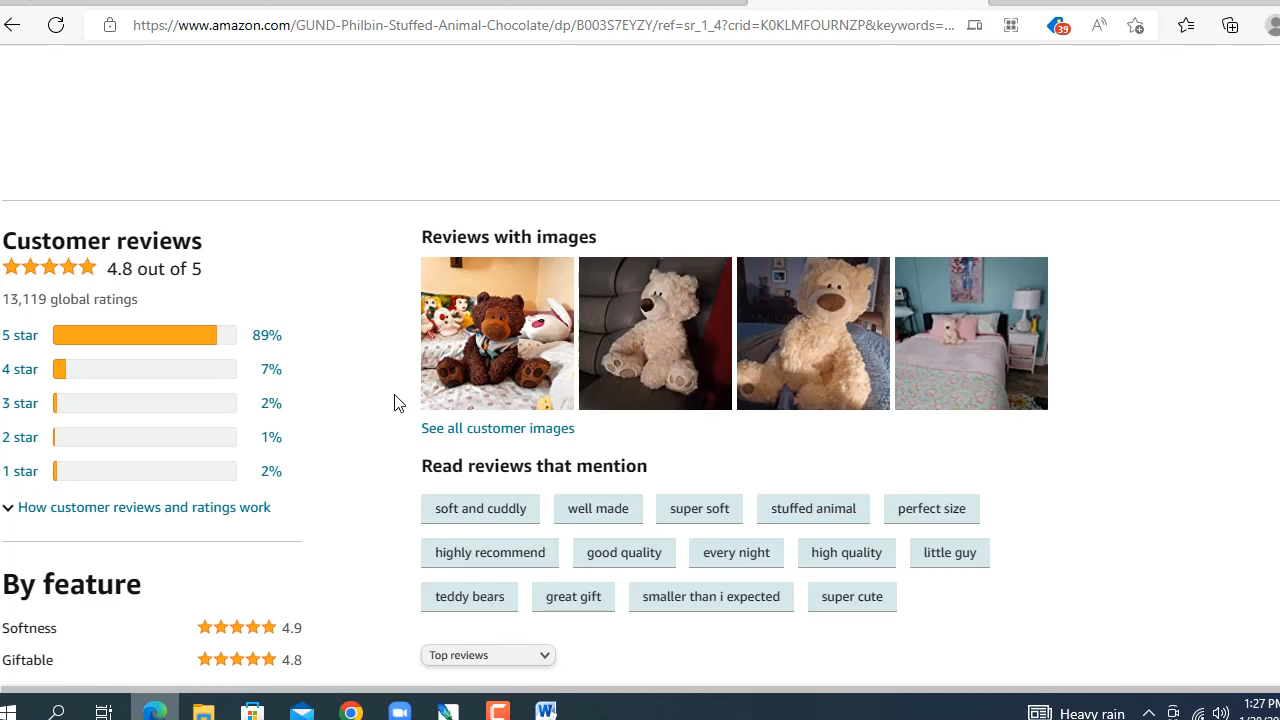 https://www.amazon.com/GUND-Philbin-Stuffed-Animal-Chocolate/dp/B003S7EYZY/ref=sr_1_4?crid=K0KLMFOURNZP&keywords=...
39
Customer reviews
4.8 out of 5
13,119 global ratings
5 star 89%
4 star 7%
3 star 2%
2 star 1%
1 star 2%
How customer reviews and ratings work
By feature
Softness 4.9
Giftable 4.8
Reviews with images
See all customer images
Read reviews that mention
soft and cuddly well made super soft stuffed animal perfect size
highly recommend good quality every night high quality little guy
teddy bears great gift smaller than i expected super cute
Top reviews
Heavy rain
1:27 PM